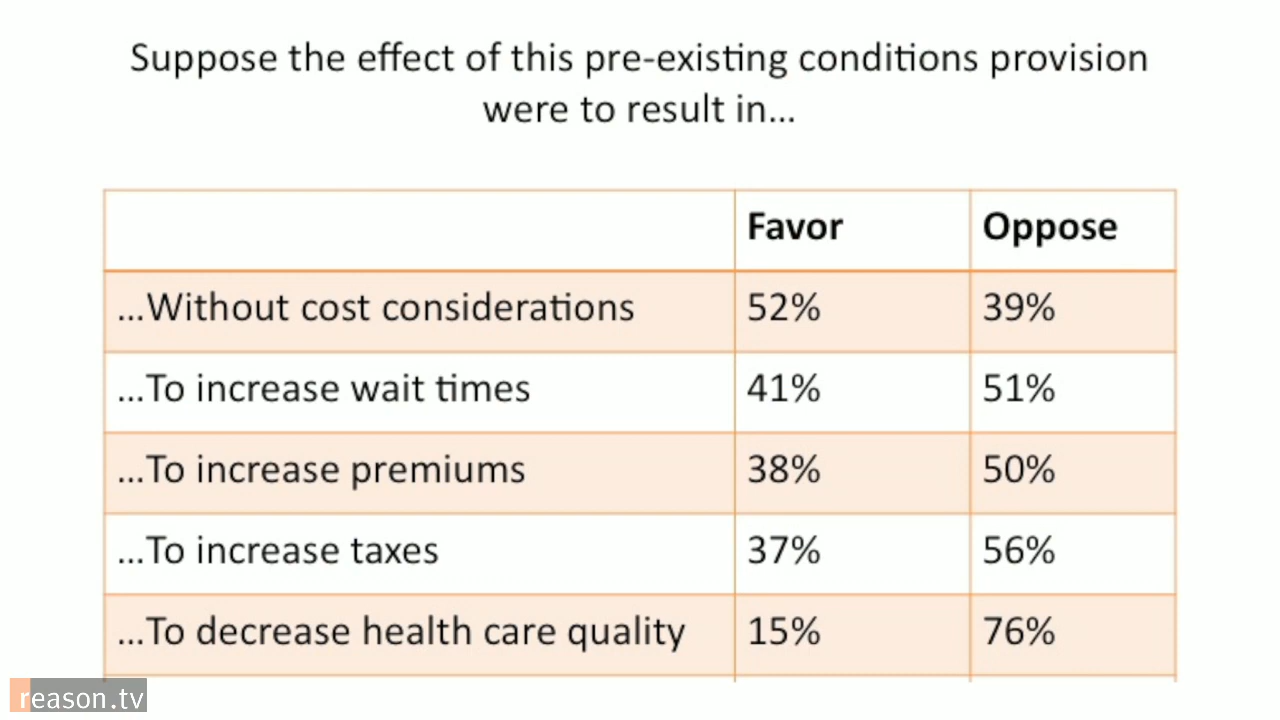 Suppose the effect of this pre-existing conditions provision
were to result in…
Favor Oppose
…Without cost considerations 52% 39%
…To increase wait times 41% 51%
…To increase premiums 38% 50%
…To increase taxes 37% 56%
…To decrease health care quality 15% 76%
reason.tv